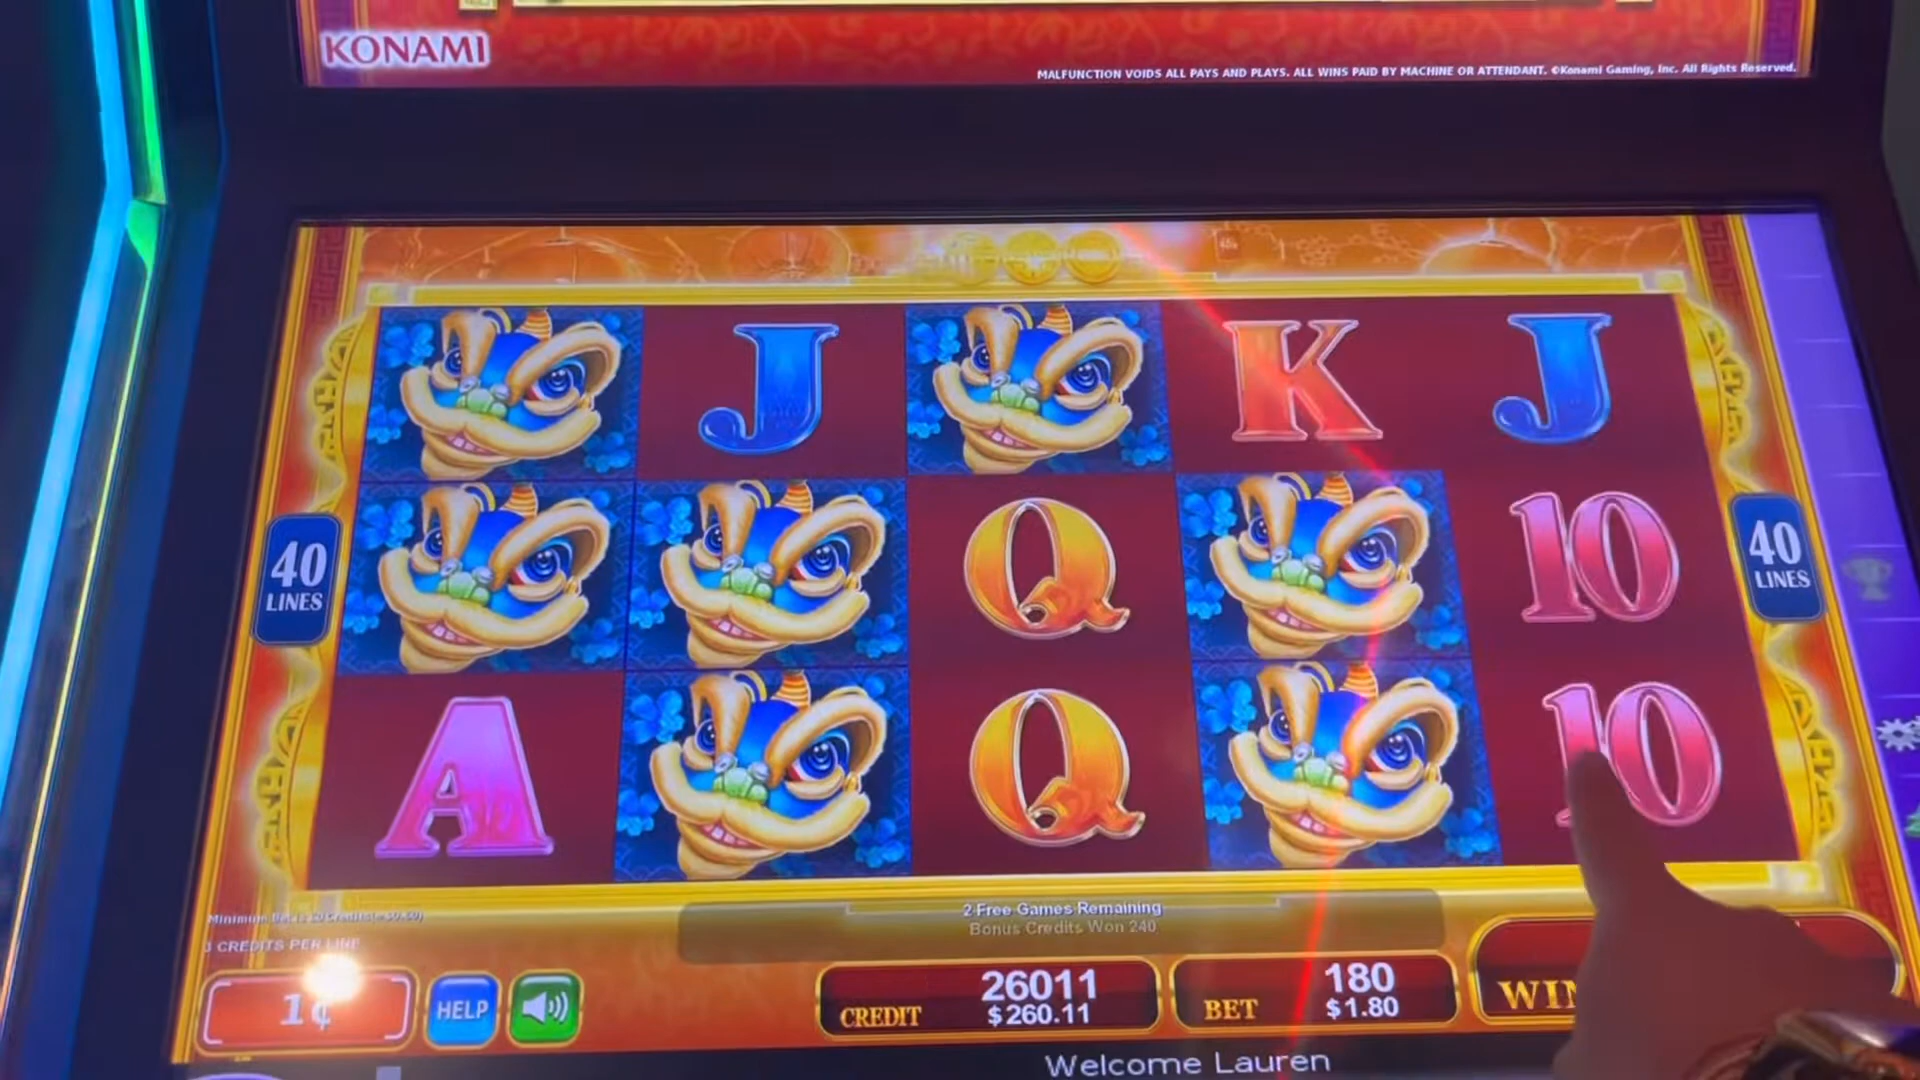 KONAMI
MALFUNCTION VOIDS ALL PAYS AND PLAYS. ALL WINS PAID BY MACHINE OR ATTENDANT. ©Konami Gaming, Inc. All Rights Reserved.
J K J
40 LINES
Q 10
40 LINES
A Q 10
2 Free Games Remaining
Bonus Credits Won 240
3 CREDITS PER LINE
1¢
HELP
CREDIT 26011
$260.11
BET 180
$1.80
Welcome Lauren